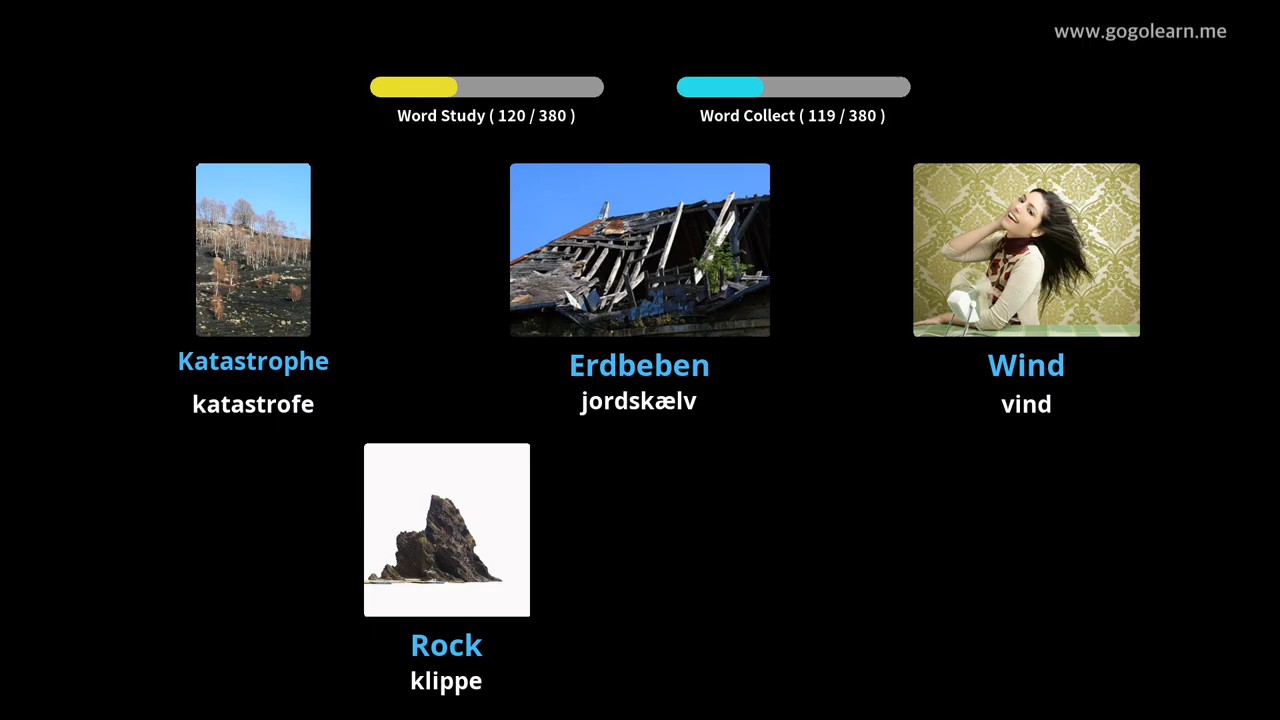 www.gogolearn.me
Word Study ( 120 / 380 )
Word Collect ( 119 / 380 )
Katastrophe
katastrofe
Erdbeben
jordskælv
Wind
vind
Rock
klippe